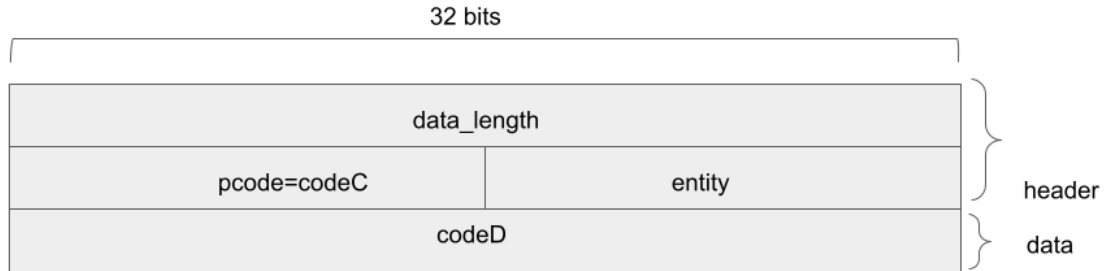 32 bits
data_length
pcode=codeC entity
header
codeD
data